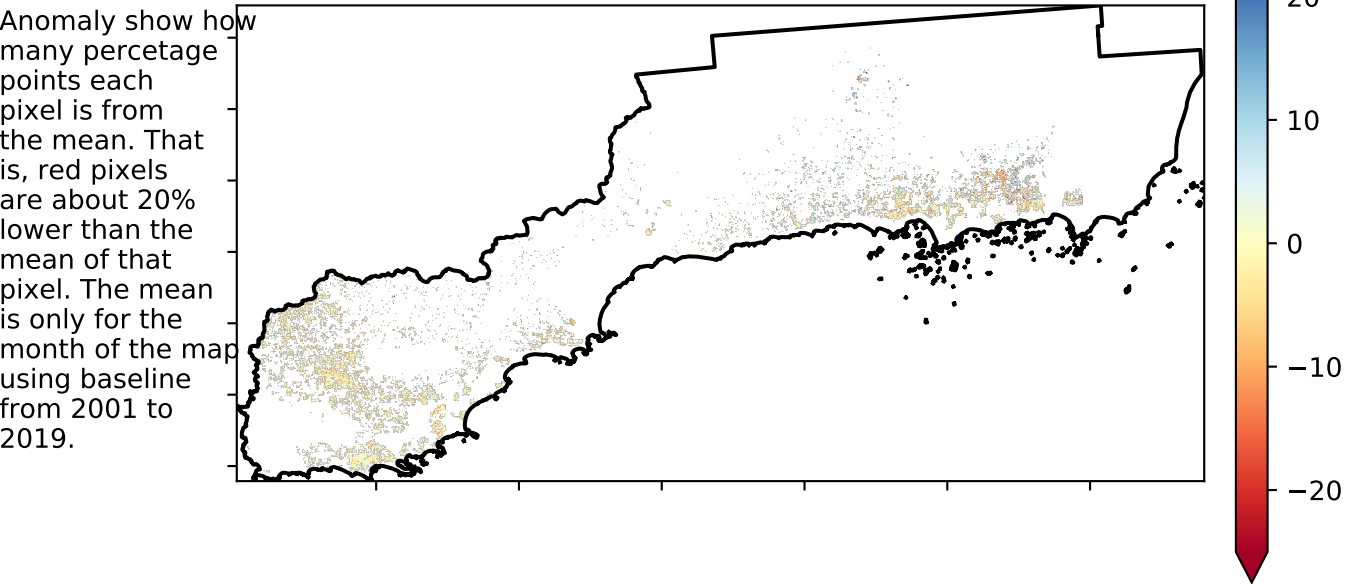 Anomaly show how
many percetage
points each
pixel is from
the mean. That
is, red pixels
are about 20%
lower than the
mean of that
pixel. The mean
is only for the
month of the map
using baseline
from 2001 to
2019.
20
10
0
−10
−20